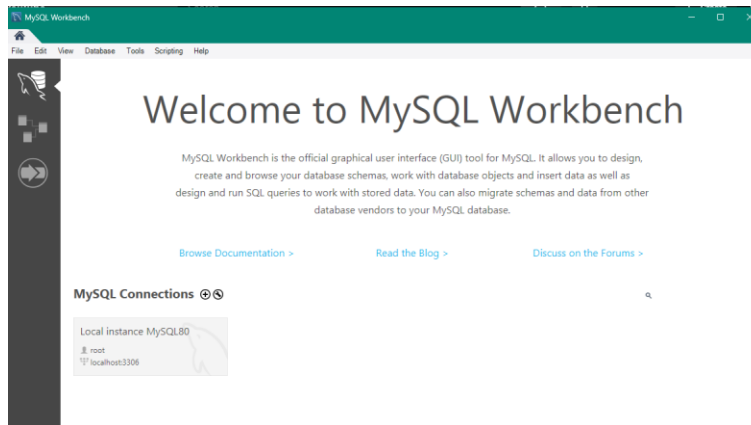 MySQL Workbench
File Edit View Database Tools Scripting Help
Welcome to MySQL Workbench
MySQL Workbench is the official graphical user interface (GUI) tool for MySQL. It allows you to design,
create and browse your database schemas, work with database objects and insert data as well as
design and run SQL queries to work with stored data. You can also migrate schemas and data from other
database vendors to your MySQL database.
Browse Documentation > Read the Blog > Discuss on the Forums >
MySQL Connections
Local instance MySQL80
root
localhost:3306